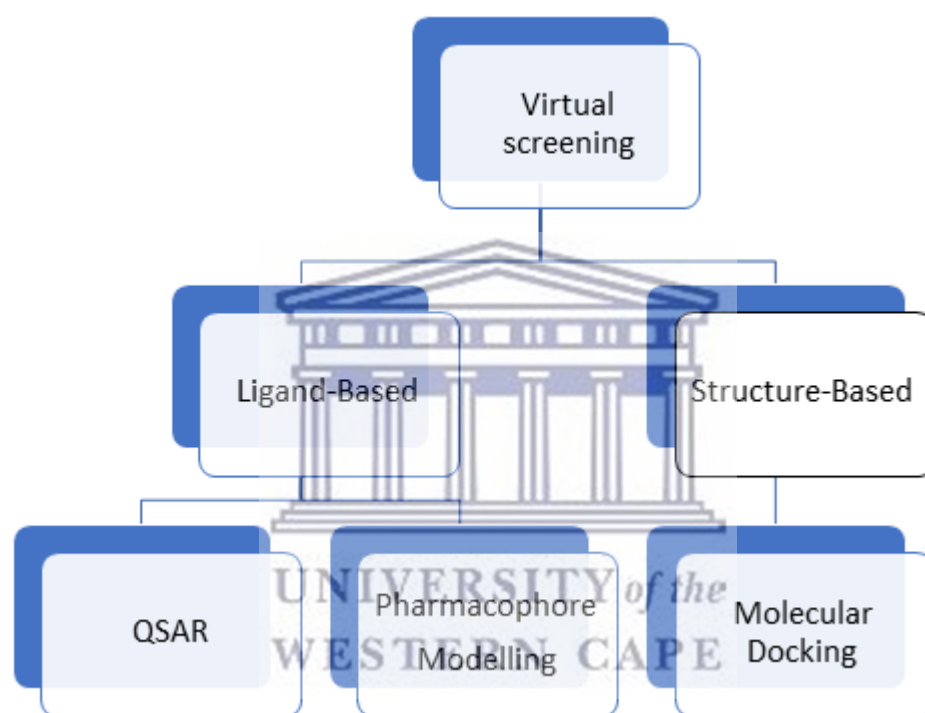 Virtual
screening
Ligand-Based
Structure-Based
QSAR
Pharmacophore
Modelling
Molecular
Docking
UNIVERSITY of the
WESTERN CAPE